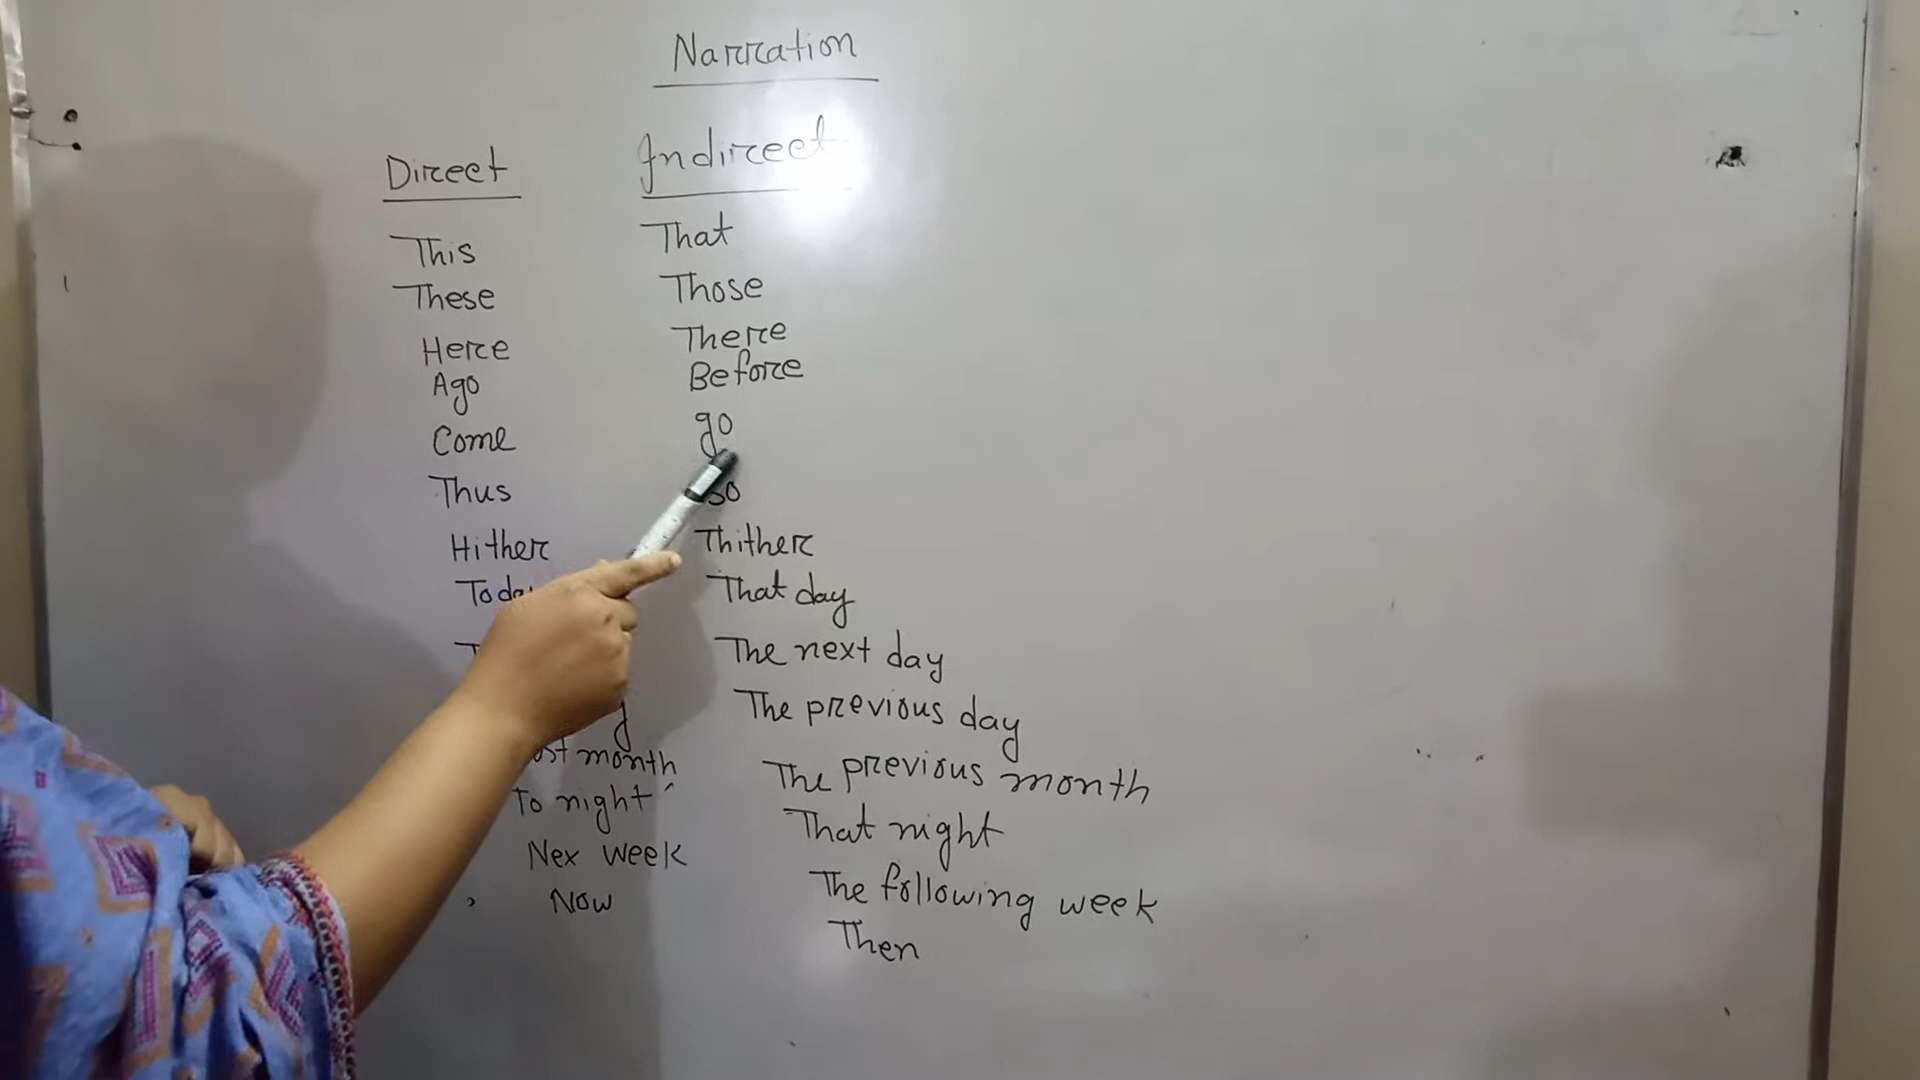 Narration
Direct Indirect
This That
These Those
Here There
Ago Before
Come go
Thus so
Hither Thither
That day
The next day
The previous day
month The previous month
To night That night
Nex week The following week
Now Then